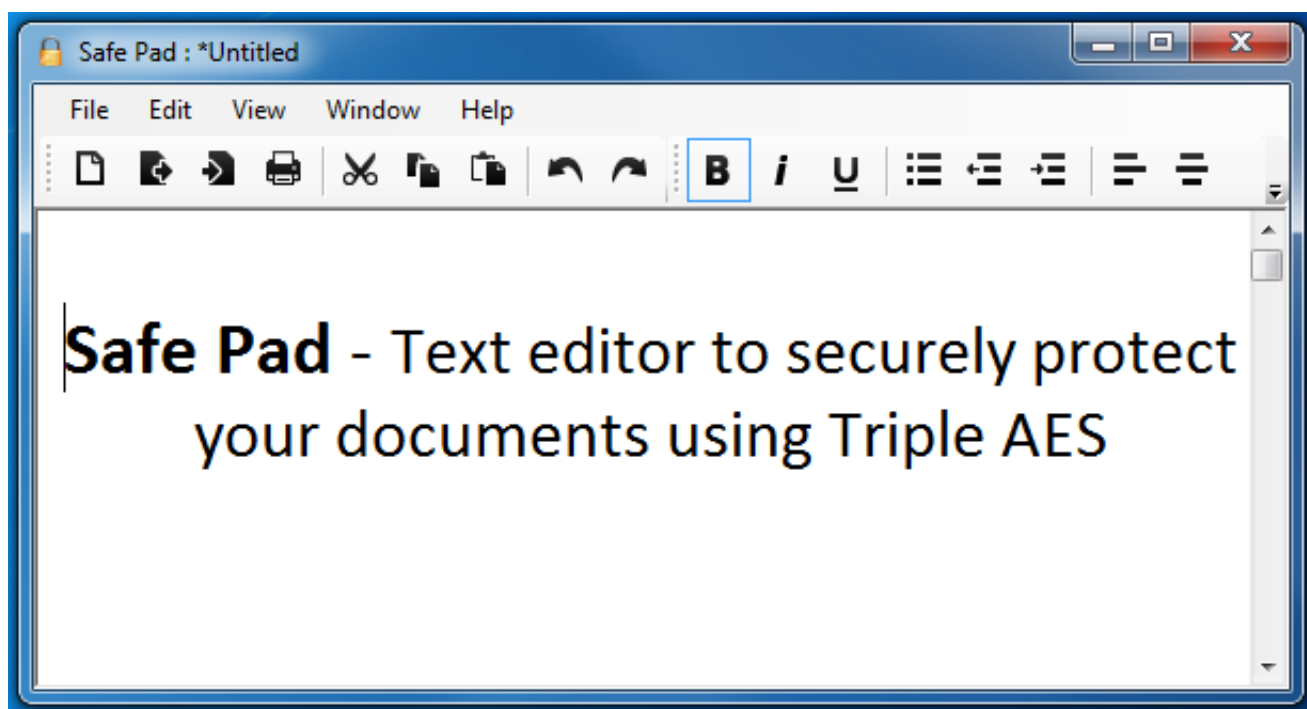 Safe Pad : *Untitled
File Edit View Window Help
B i U
Safe Pad - Text editor to securely protect
your documents using Triple AES